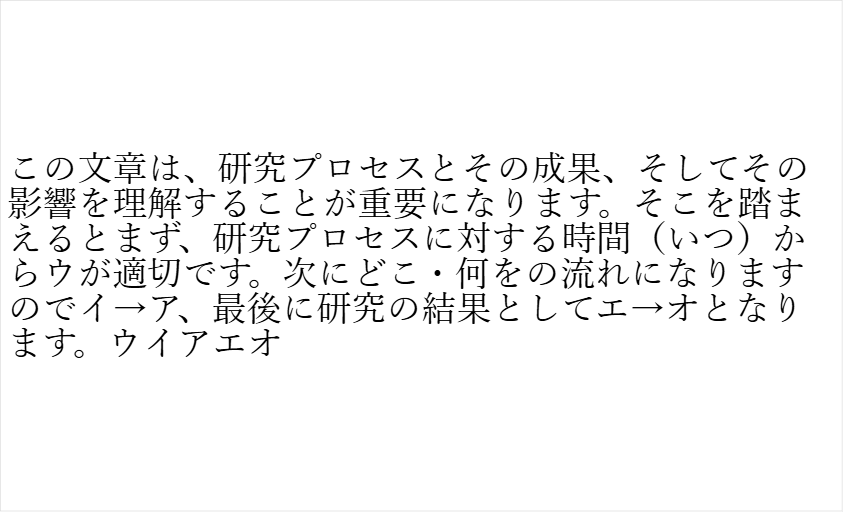 この文章は、研究プロセスとその成果、そしてその
影響を理解することが重要になります。そこを踏ま
えるとまず、研究プロセスに対する時間（いつ）か
らウが適切です。次にどこ・何をの流れになります
のでイ→ア、最後に研究の結果としてエ→オとなり
ます。ウイアエオ